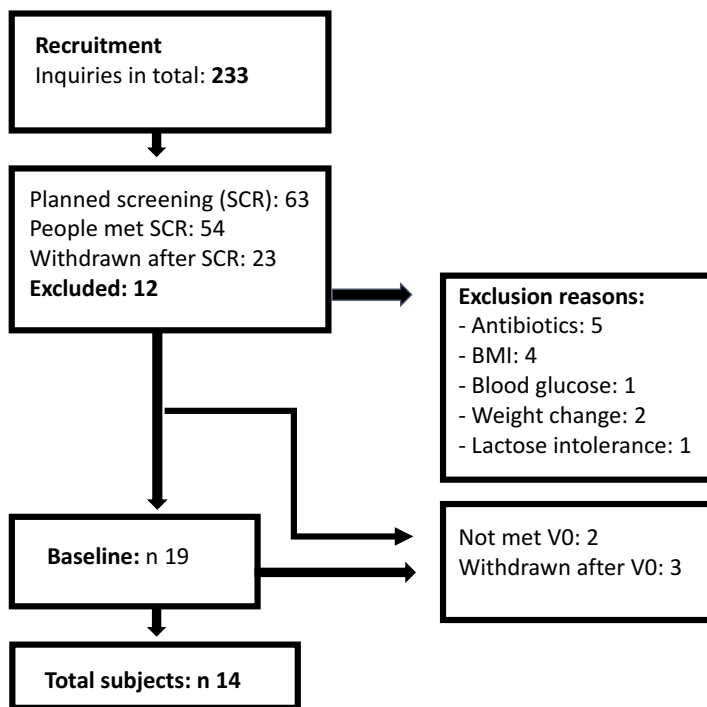 Recruitment
Inquiries in total: 233
Planned screening (SCR): 63
People met SCR: 54
Withdrawn after SCR: 23
Excluded: 12
Exclusion reasons:
- Antibiotics: 5
- BMI: 4
- Blood glucose: 1
- Weight change: 2
- Lactose intolerance: 1
Baseline: n 19
Not met V0: 2
Withdrawn after V0: 3
Total subjects: n 14